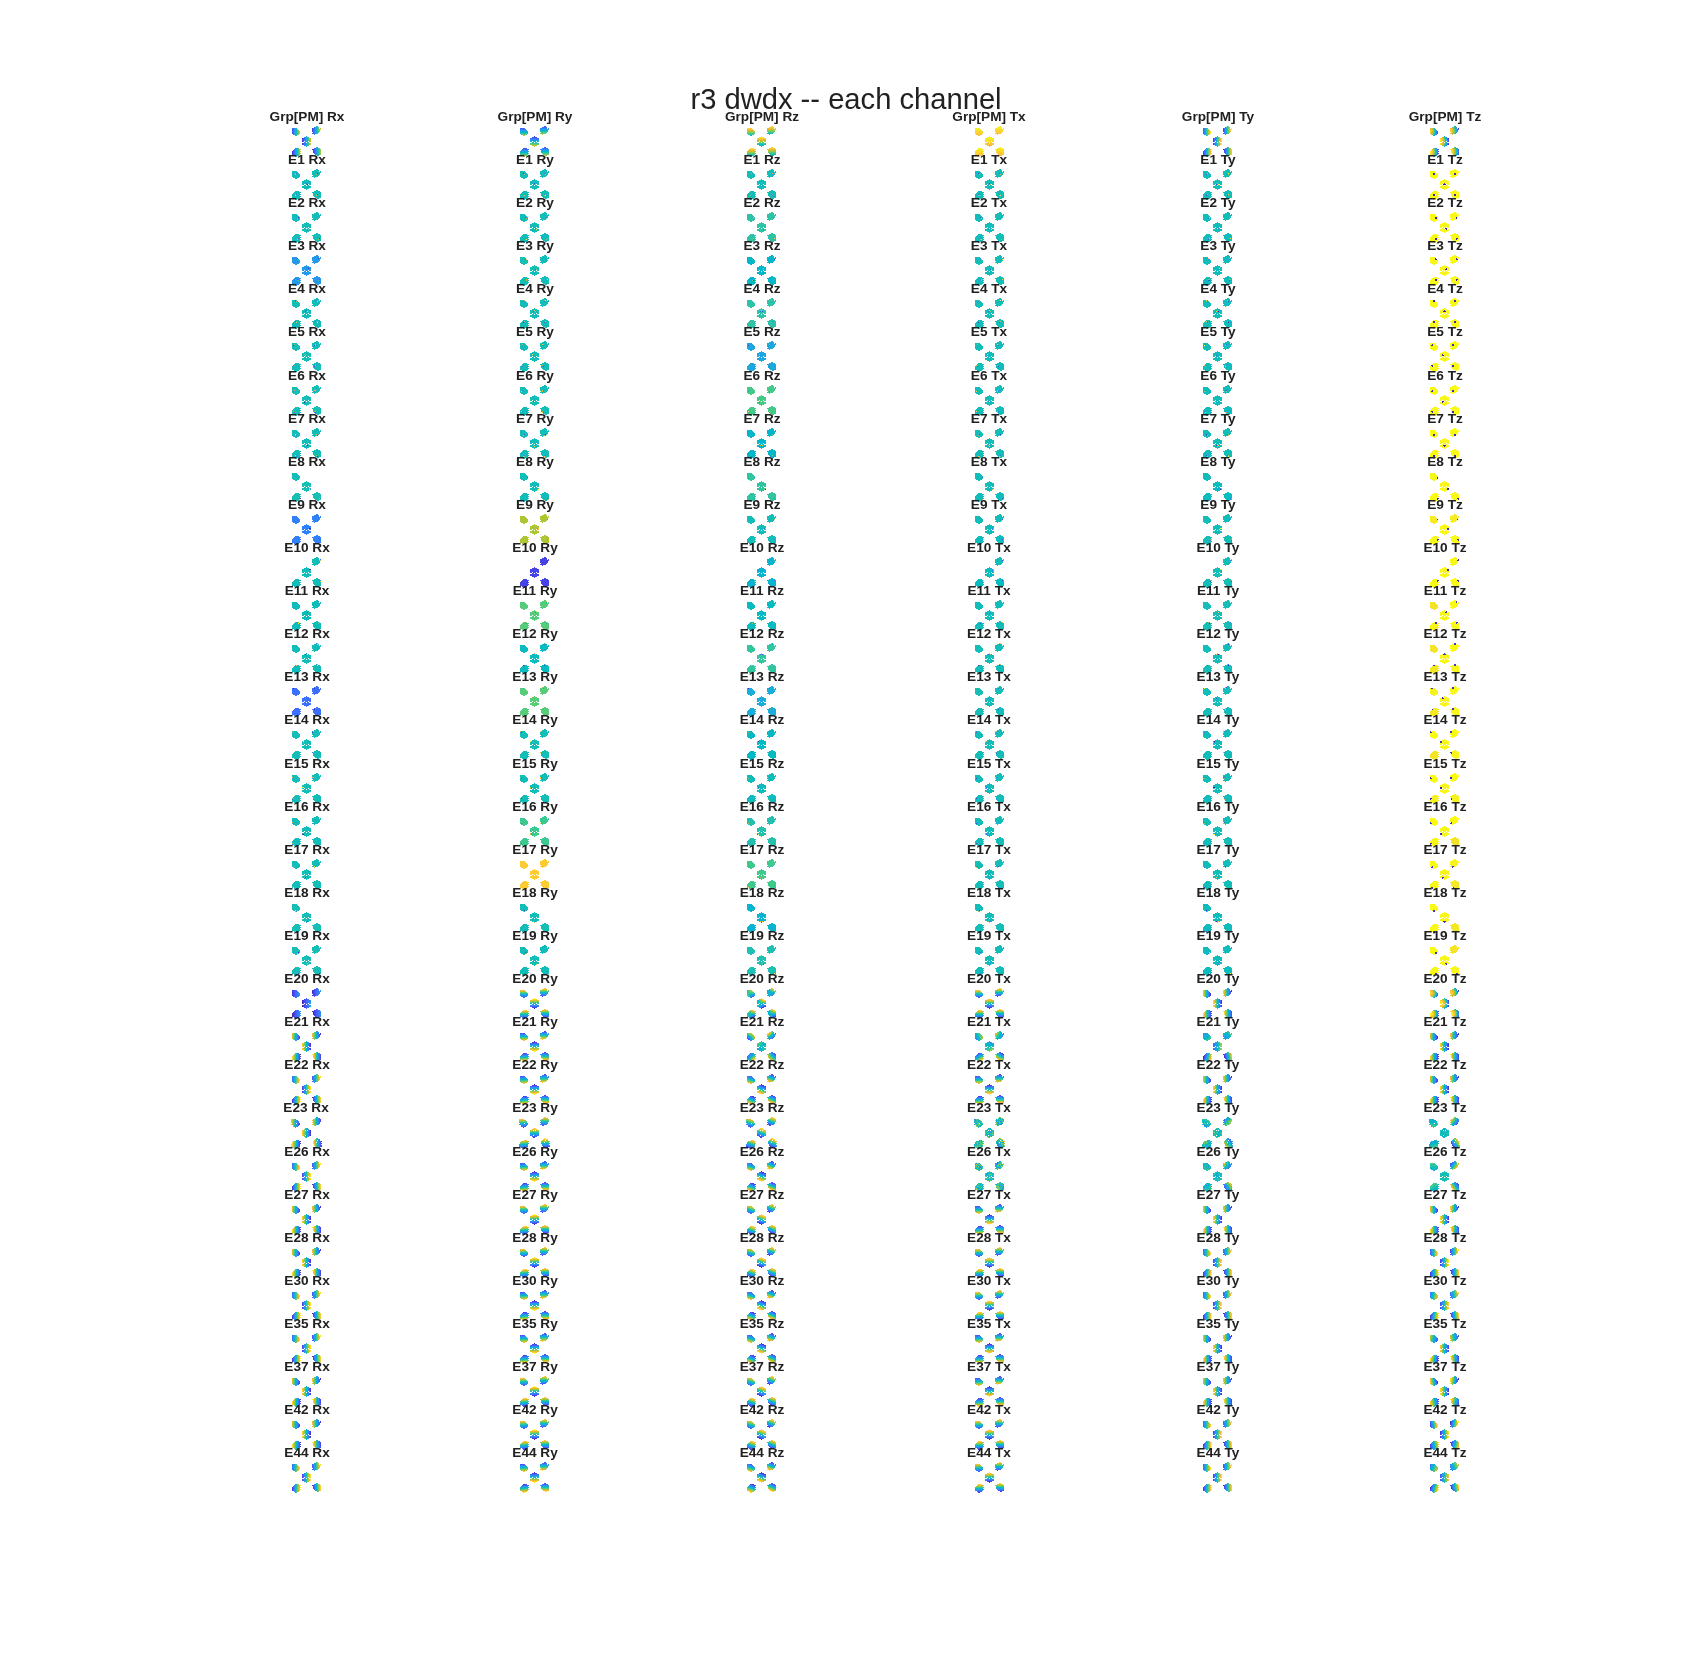 r3 dwdx -- each channel
Grp[PM] Rx Grp[PM] Ry Grp[PM] Rz Grp[PM] Tx Grp[PM] Ty Grp[PM] Tz
E1 Rx E1 Ry E1 Rz E1 Tx E1 Ty E1 Tz
E2 Rx E2 Ry E2 Rz E2 Tx E2 Ty E2 Tz
E3 Rx E3 Ry E3 Rz E3 Tx E3 Ty E3 Tz
E4 Rx E4 Ry E4 Rz E4 Tx E4 Ty E4 Tz
E5 Rx E5 Ry E5 Rz E5 Tx E5 Ty E5 Tz
E6 Rx E6 Ry E6 Rz E6 Tx E6 Ty E6 Tz
E7 Rx E7 Ry E7 Rz E7 Tx E7 Ty E7 Tz
E8 Rx E8 Ry E8 Rz E8 Tx E8 Ty E8 Tz
E9 Rx E9 Ry E9 Rz E9 Tx E9 Ty E9 Tz
E10 Rx E10 Ry E10 Rz E10 Tx E10 Ty E10 Tz
E11 Rx E11 Ry E11 Rz E11 Tx E11 Ty E11 Tz
E12 Rx E12 Ry E12 Rz E12 Tx E12 Ty E12 Tz
E13 Rx E13 Ry E13 Rz E13 Tx E13 Ty E13 Tz
E14 Rx E14 Ry E14 Rz E14 Tx E14 Ty E14 Tz
E15 Rx E15 Ry E15 Rz E15 Tx E15 Ty E15 Tz
E16 Rx E16 Ry E16 Rz E16 Tx E16 Ty E16 Tz
E17 Rx E17 Ry E17 Rz E17 Tx E17 Ty E17 Tz
E18 Rx E18 Ry E18 Rz E18 Tx E18 Ty E18 Tz
E19 Rx E19 Ry E19 Rz E19 Tx E19 Ty E19 Tz
E20 Rx E20 Ry E20 Rz E20 Tx E20 Ty E20 Tz
E21 Rx E21 Ry E21 Rz E21 Tx E21 Ty E21 Tz
E22 Rx E22 Ry E22 Rz E22 Tx E22 Ty E22 Tz
E23 Rx E23 Ry E23 Rz E23 Tx E23 Ty E23 Tz
E26 Rx E26 Ry E26 Rz E26 Tx E26 Ty E26 Tz
E27 Rx E27 Ry E27 Rz E27 Tx E27 Ty E27 Tz
E28 Rx E28 Ry E28 Rz E28 Tx E28 Ty E28 Tz
E30 Rx E30 Ry E30 Rz E30 Tx E30 Ty E30 Tz
E35 Rx E35 Ry E35 Rz E35 Tx E35 Ty E35 Tz
E37 Rx E37 Ry E37 Rz E37 Tx E37 Ty E37 Tz
E42 Rx E42 Ry E42 Rz E42 Tx E42 Ty E42 Tz
E44 Rx E44 Ry E44 Rz E44 Tx E44 Ty E44 Tz